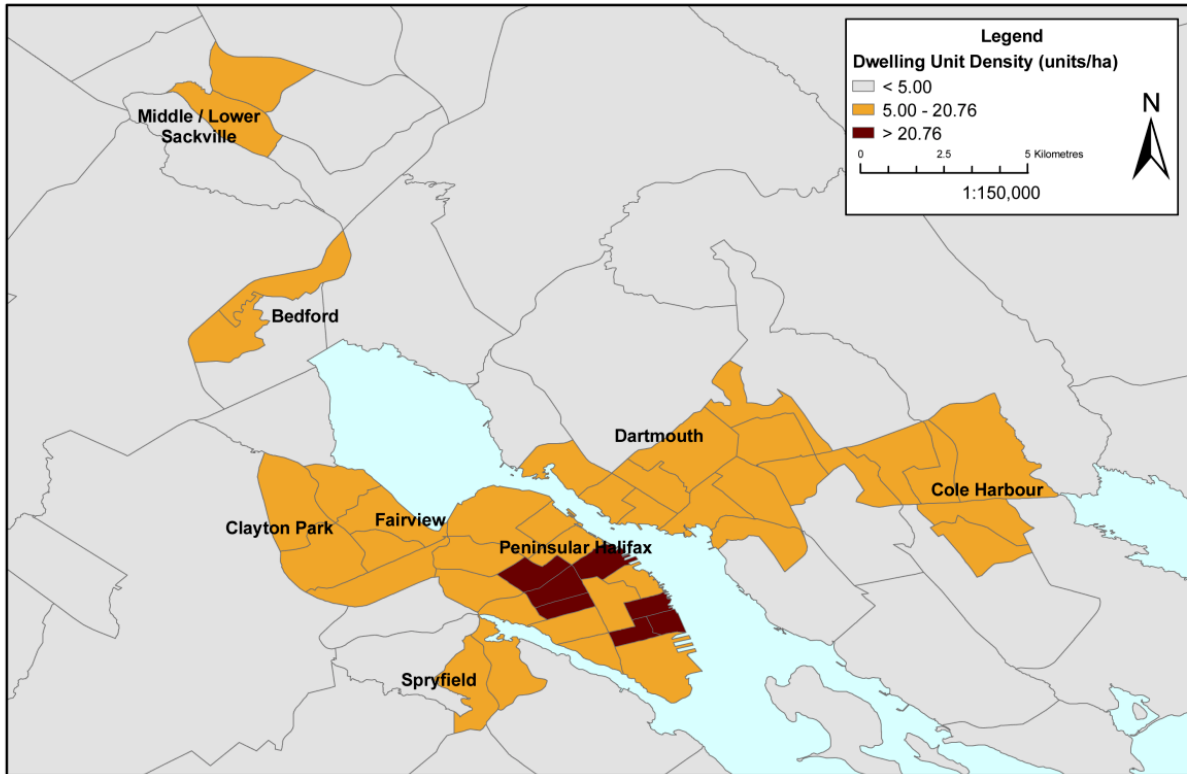 Legend
Dwelling Unit Density (units/ha)
< 5.00
5.00 - 20.76
> 20.76
0 2.5 5 Kilometres
1:150,000
N
Middle / Lower
Sackville
Bedford
Dartmouth
Cole Harbour
Clayton Park
Fairview
Peninsular Halifax
Spryfield